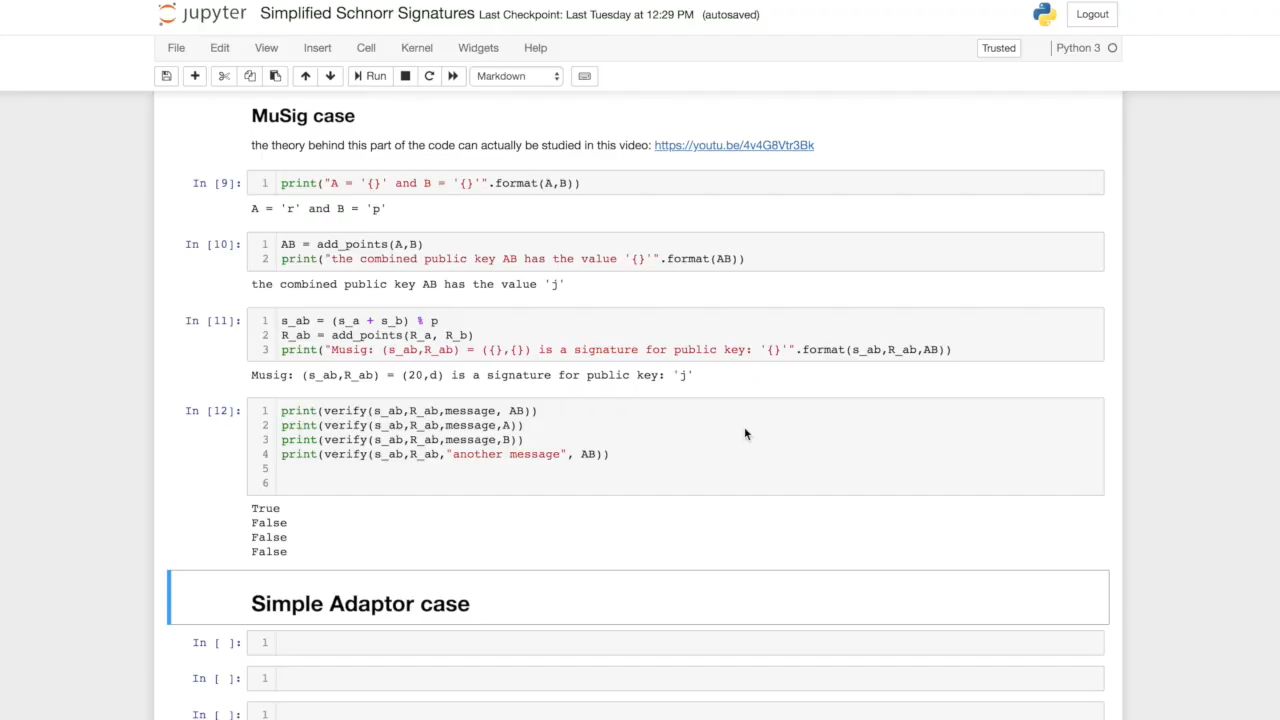 jupyter Simplified Schnorr Signatures Last Checkpoint: Last Tuesday at 12:29 PM (autosaved) Logout
File Edit View Insert Cell Kernel Widgets Help Trusted Python 3
Run Markdown
MuSig case
the theory behind this part of the code can actually be studied in this video: https://youtu.be/4v4G8Vtr3Bk
In [9]: 1 print("A = '{}' and B = '{}'".format(A,B))
A = 'r' and B = 'p'
In [10]: 1 AB = add_points(A,B)
2 print("the combined public key AB has the value '{}'".format(AB))
the combined public key AB has the value 'j'
In [11]: 1 s_ab = (s_a + s_b) % p
2 R_ab = add_points(R_a, R_b)
3 print("Musig: (s_ab,R_ab) = ({},{}) is a signature for public key: '{}'".format(s_ab,R_ab,AB))
Musig: (s_ab,R_ab) = (20,d) is a signature for public key: 'j'
In [12]: 1 print(verify(s_ab,R_ab,message, AB))
2 print(verify(s_ab,R_ab,message,A))
3 print(verify(s_ab,R_ab,message,B))
4 print(verify(s_ab,R_ab,"another message", AB))
5
6
True
False
False
False
Simple Adaptor case
In [ ]: 1
In [ ]: 1
In [ ]: 1